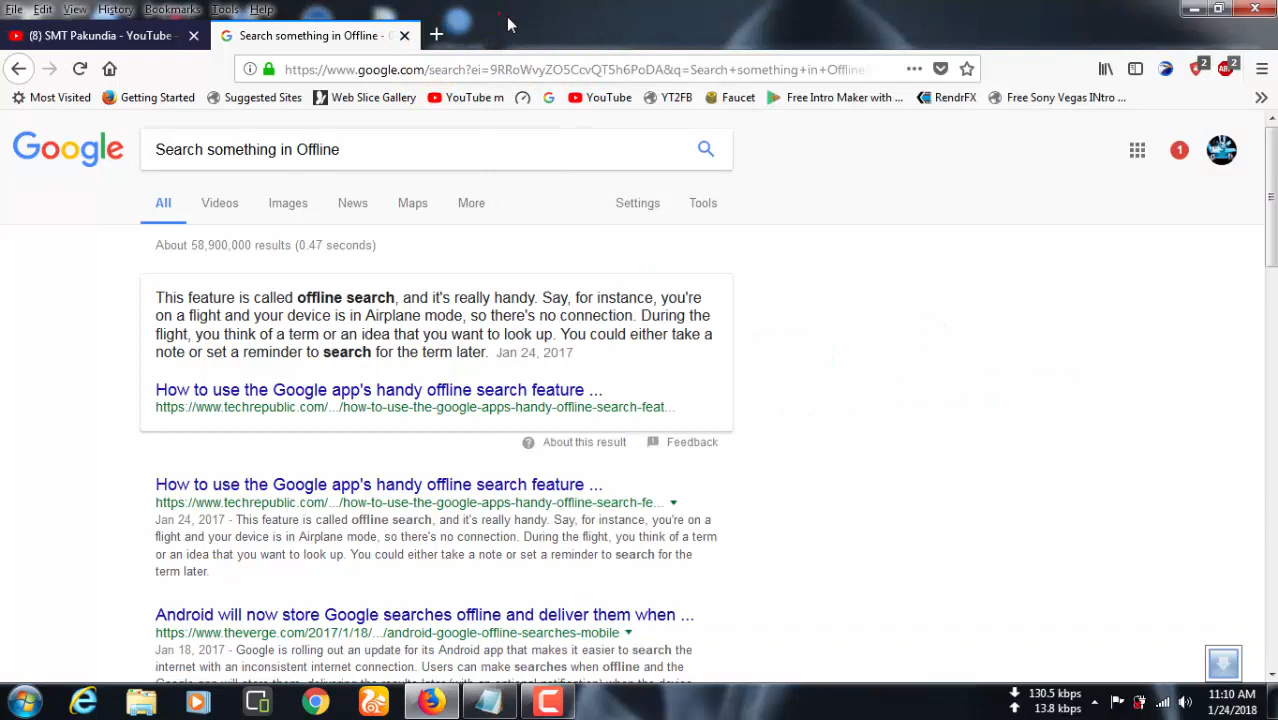 File Edit View History Bookmarks Tools Help
(8) SMT Pakundia - YouTube
Search something in Offline - G
https://www.google.com/search?ei=9RRoWvyZO5CcvQT5h6PoDA&q=Search+something+in+Offline
Most Visited Getting Started Suggested Sites Web Slice Gallery YouTube m YouTube YT2FB Faucet Free Intro Maker with ... RendrFX Free Sony Vegas INtro ...
2 ABP 2
Google
Search something in Offline
1
All Videos Images News Maps More Settings Tools
About 58,900,000 results (0.47 seconds)
This feature is called offline search, and it's really handy. Say, for instance, you're
on a flight and your device is in Airplane mode, so there's no connection. During the
flight, you think of a term or an idea that you want to look up. You could either take a
note or set a reminder to search for the term later. Jan 24, 2017
How to use the Google app's handy offline search feature ...
https://www.techrepublic.com/.../how-to-use-the-google-apps-handy-offline-search-feat...
About this result Feedback
How to use the Google app's handy offline search feature ...
https://www.techrepublic.com/.../how-to-use-the-google-apps-handy-offline-search-fe...
Jan 24, 2017 - This feature is called offline search, and it's really handy. Say, for instance, you're on a
flight and your device is in Airplane mode, so there's no connection. During the flight, you think of a term
or an idea that you want to look up. You could either take a note or set a reminder to search for the
term later.
Android will now store Google searches offline and deliver them when ...
https://www.theverge.com/2017/1/18/.../android-google-offline-searches-mobile
Jan 18, 2017 - Google is rolling out an update for its Android app that makes it easier to search the
internet with an inconsistent internet connection. Users can make searches when offline and the
130.5 kbps
13.8 kbps
11:10 AM
1/24/2018